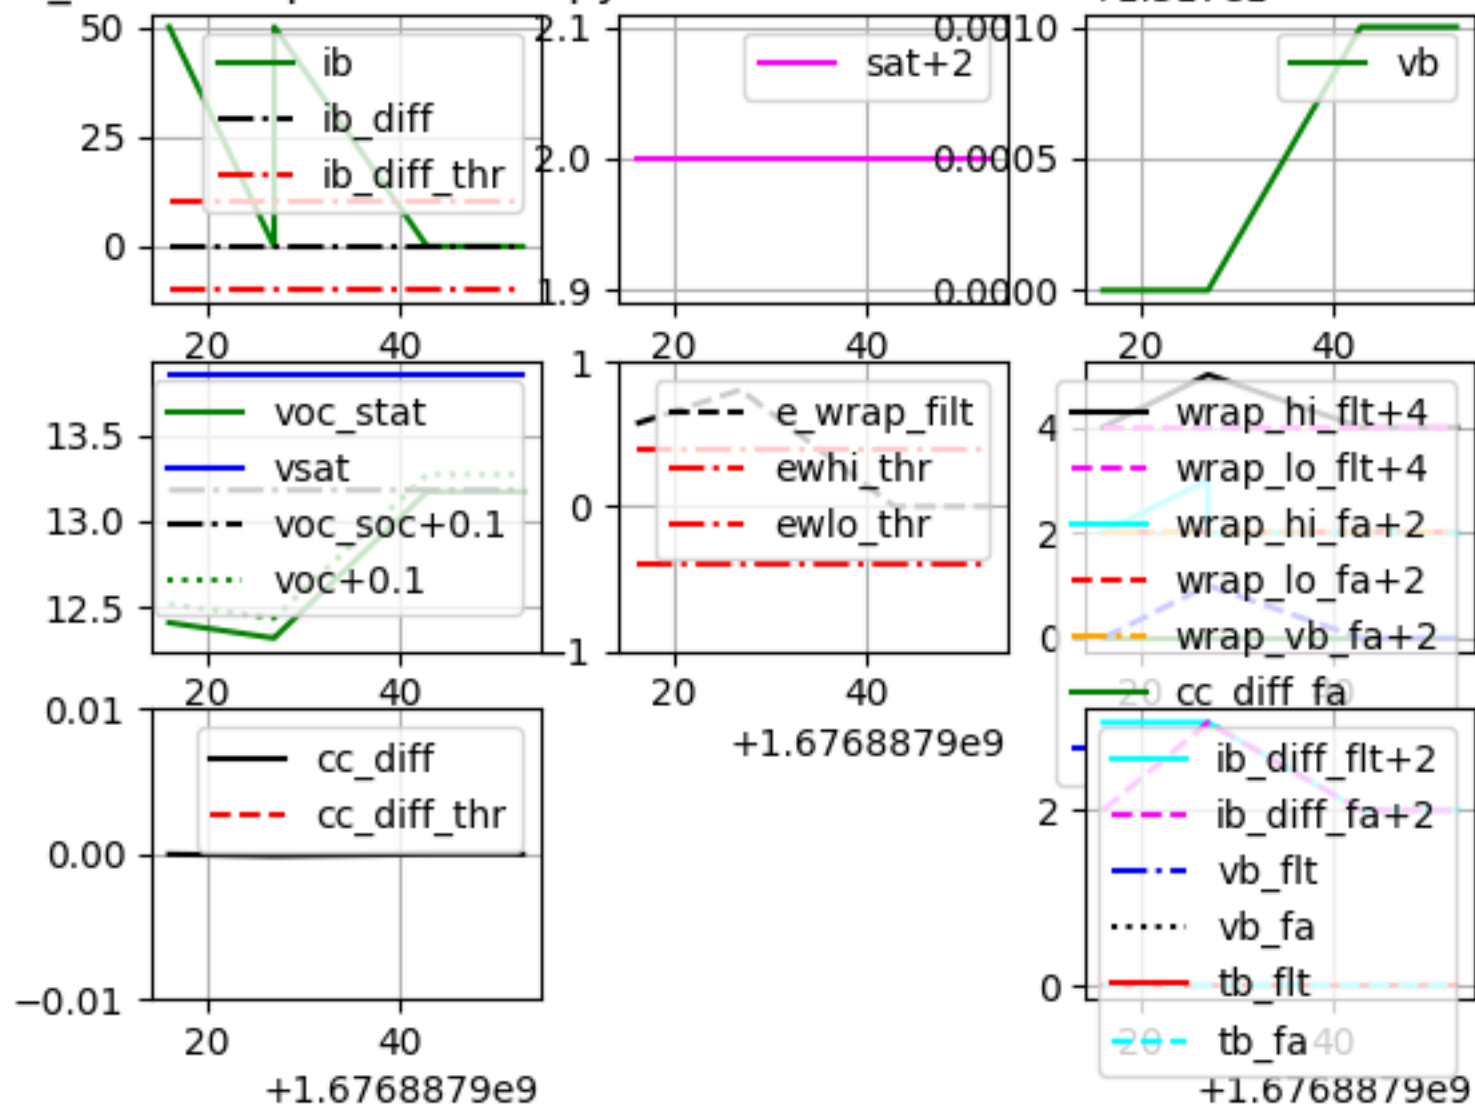 50
25
0
ib
ib_diff
ib_diff_thr
20
40
2.1
2.0
1.9
sat+2
20
40
0.0010
0.0005
0.0000
vb
20
40
13.5
13.0
12.5
voc_stat
vsat
voc_soc+0.1
voc+0.1
20
40
1
0
−1
e_wrap_filt
ewhi_thr
ewlo_thr
20
40
+1.6768879e9
4
2
0
wrap_hi_flt+4
wrap_lo_flt+4
wrap_hi_fa+2
wrap_lo_fa+2
wrap_vb_fa+2
cc_diff_fa
20
40
0.01
0.00
−0.01
cc_diff
cc_diff_thr
20
40
+1.6768879e9
2
0
ib_diff_flt+2
ib_diff_fa+2
vb_flt
vb_fa
tb_flt
tb_fa
20
40
+1.6768879e9